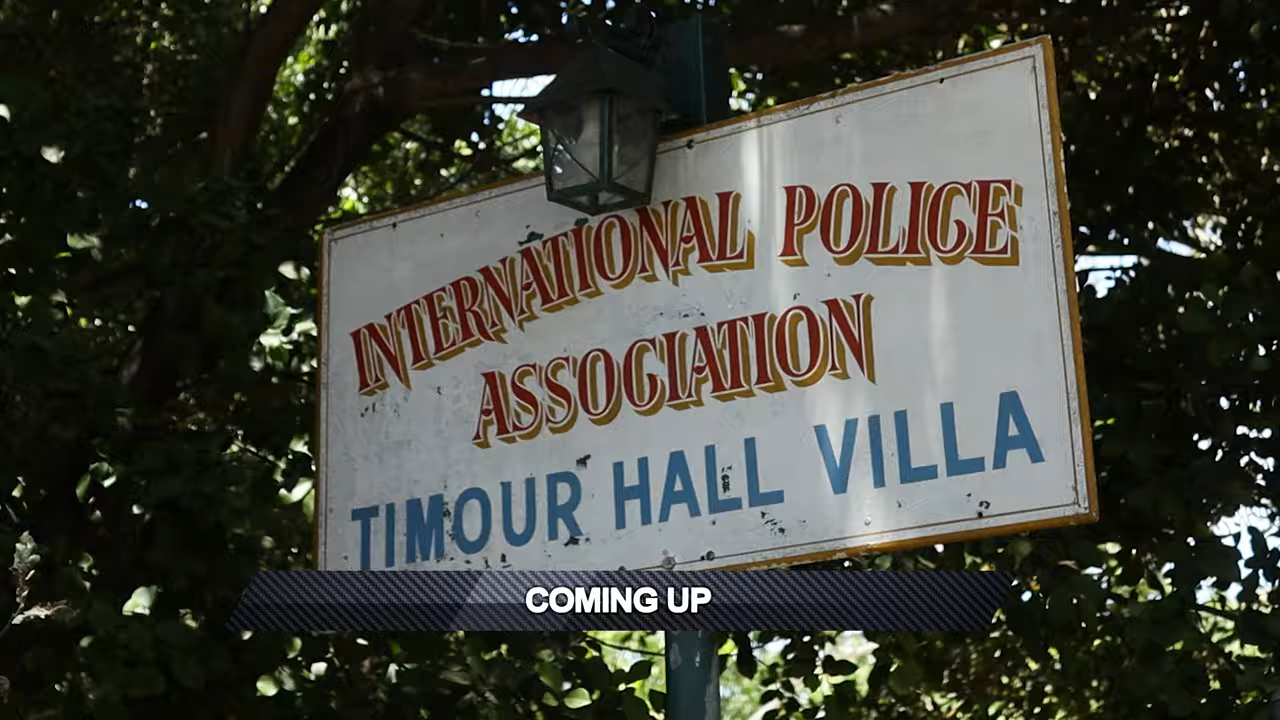 INTERNATIONAL POLICE
ASSOCIATION
TIMOUR HALL VILLA
COMING UP